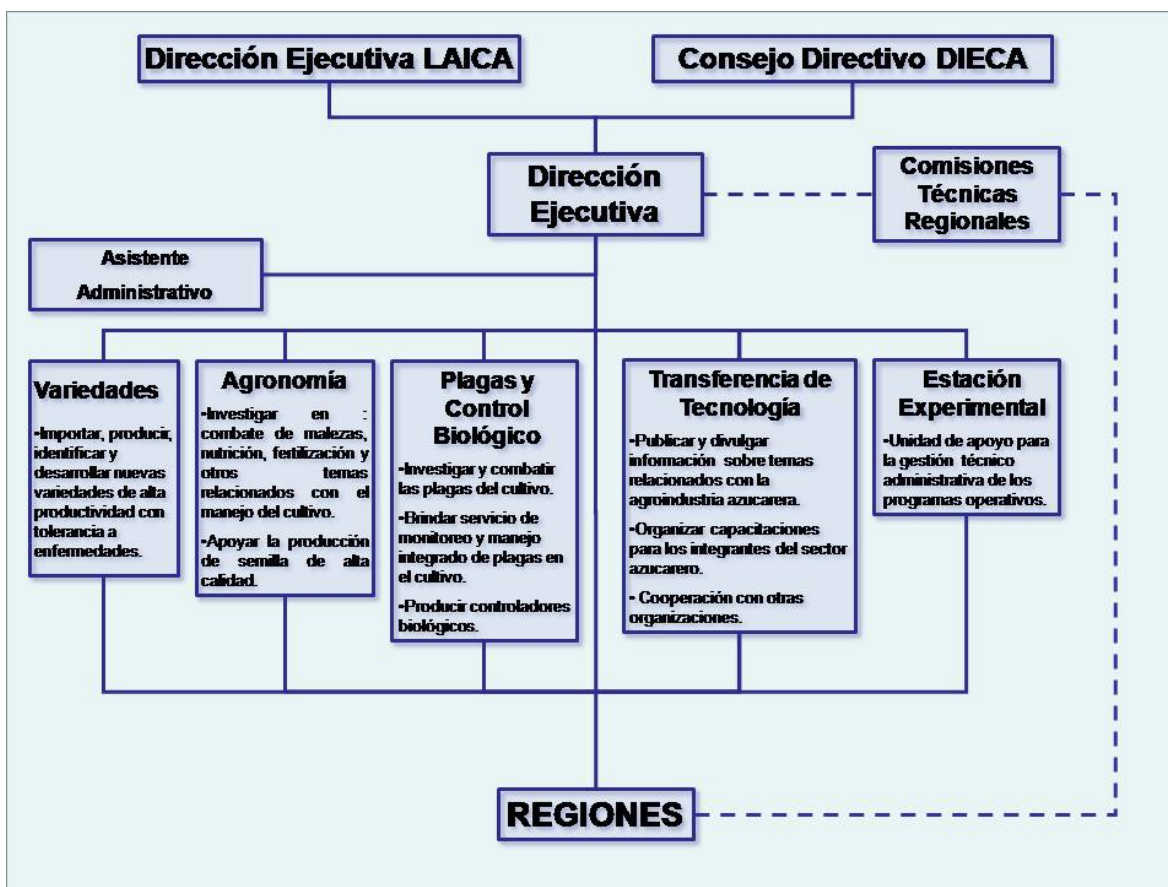 Dirección Ejecutiva LAICA
Consejo Directivo DIECA
Dirección
Ejecutiva
Comisiones
Técnicas
Regionales
Asistente
Administrativo
Variedades
•Importar, producir,
identificar y
desarrollar nuevas
variedades de alta
productividad con
tolerancia a
enfermedades.
Agronomía
•Investigar en :
combate de malezas,
nutrición, fertilización y
otros temas
relacionados con el
manejo del cultivo.
•Apoyar la producción
de semilla de alta
calidad.
Plagas y
Control
Biológico
•Investigar y combatir
las plagas del cultivo.
•Brindar servicio de
monitoreo y manejo
integrado de plagas en
el cultivo.
•Producir controladores
biológicos.
Transferencia de
Tecnología
•Publicar y divulgar
información sobre temas
relacionados con la
agroindustria azucarera.
•Organizar capacitaciones
para los integrantes del sector
azucarero.
• Cooperación con otras
organizaciones.
Estación
Experimental
•Unidad de apoyo para
la gestión técnico
administrativa de los
programas operativos.
REGIONES